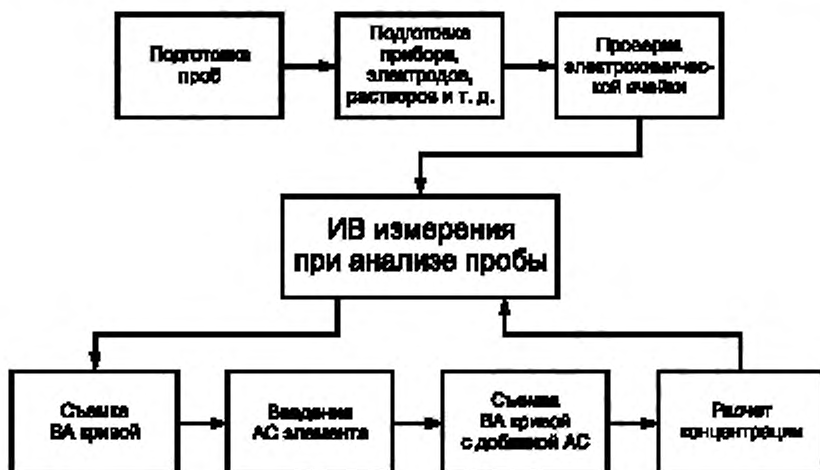 Подготовка
проб
Подготовка
прибора,
электродов,
растворов и т. д.
Проверка
электрохимичес-
кой ячейки
ИВ измерения
при анализе пробы
Съемка
ВА кривой
Введение
АС элемента
Съемка
ВА кривой
с добавкой АС
Расчет
концентрации